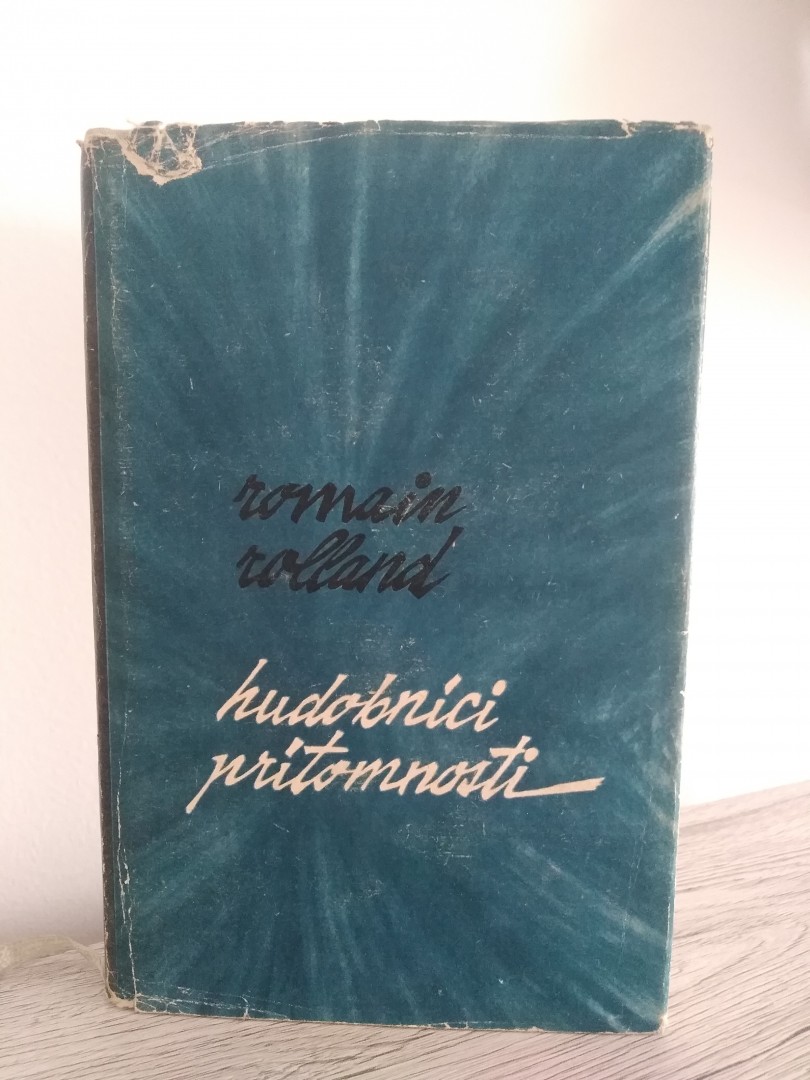 romain
rolland
hudobníci
prítomnosti